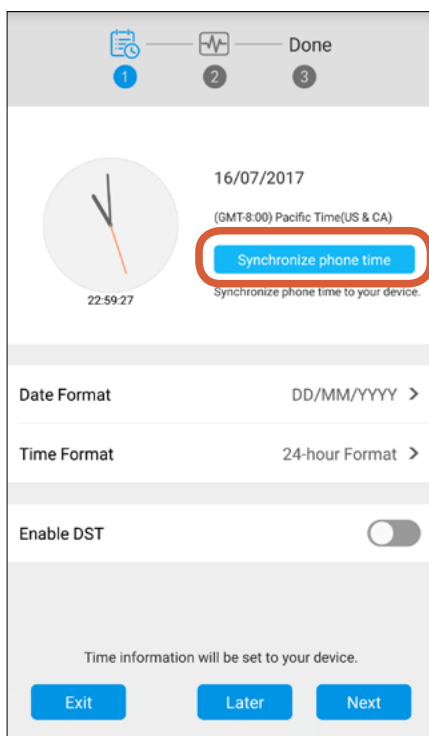 Done
1 2 3
16/07/2017
(GMT-8:00) Pacific Time(US & CA)
Synchronize phone time
Synchronize phone time to your device.
22:59:27
Date Format DD/MM/YYYY >
Time Format 24-hour Format >
Enable DST
Time information will be set to your device.
Exit Later Next